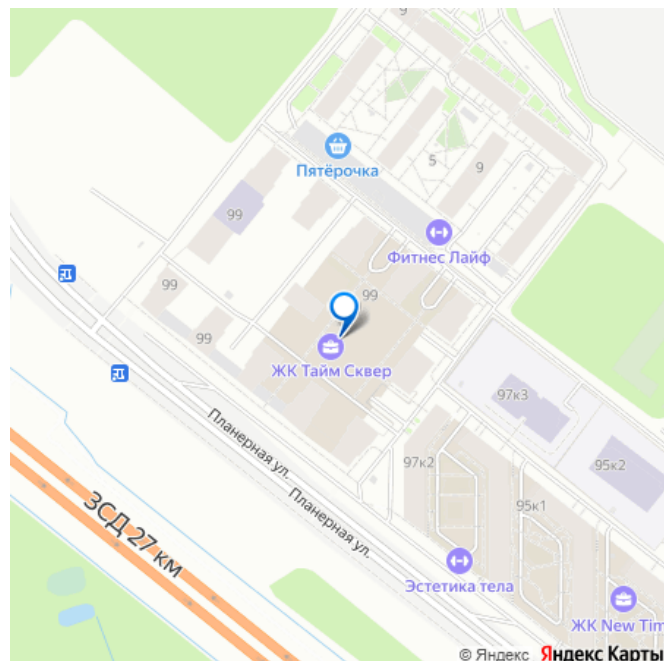 9
Пятёрочка
5
9
99
Фитнес Лайф
99
99
99
ЖК Тайм Сквер
97к3
Планерная ул.
97к2
95к2
Планерная ул.
95к1
ЗСД 27 км
Эстетика тела
ЖК New Tim
© Яндекс Яндекс Карты